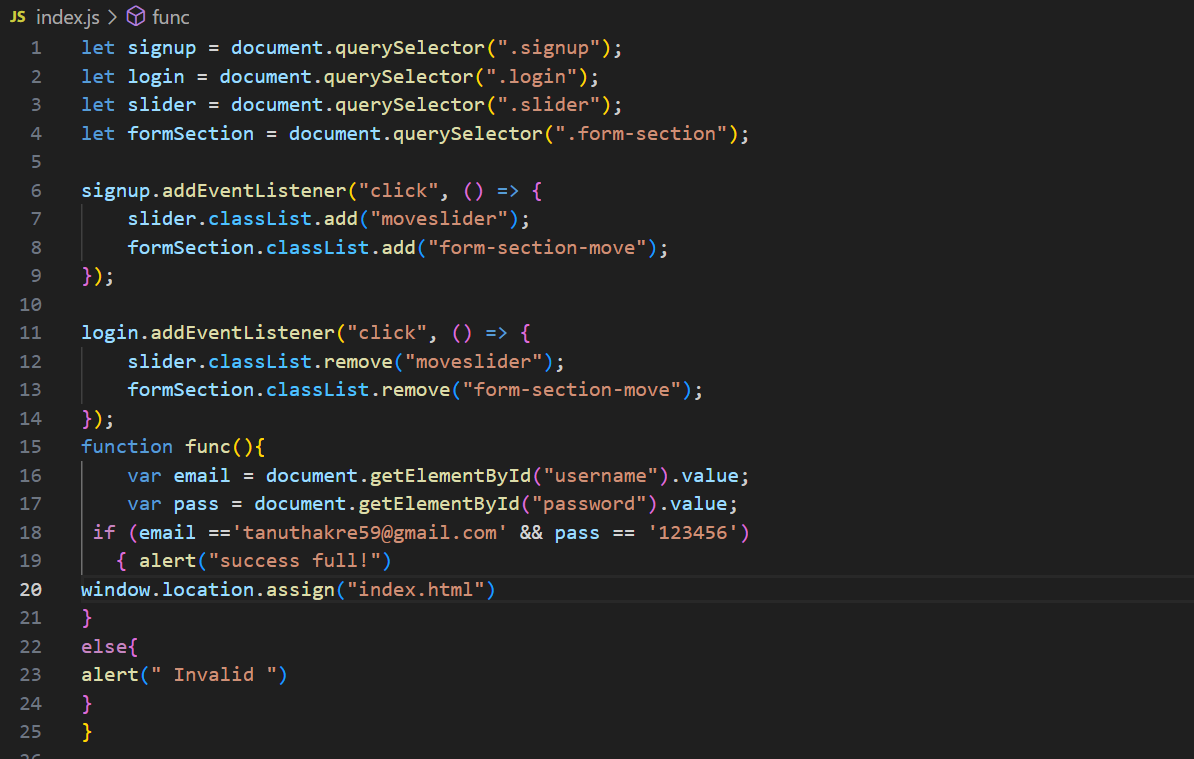 JS index.js > func
1 let signup = document.querySelector(".signup");
2 let login = document.querySelector(".login");
3 let slider = document.querySelector(".slider");
4 let formSection = document.querySelector(".form-section");
5
6 signup.addEventListener("click", () => {
7     slider.classList.add("moveslider");
8     formSection.classList.add("form-section-move");
9 });
10
11 login.addEventListener("click", () => {
12     slider.classList.remove("moveslider");
13     formSection.classList.remove("form-section-move");
14 });
15 function func(){
16     var email = document.getElementById("username").value;
17     var pass = document.getElementById("password").value;
18  if (email =='tanuthakre59@gmail.com' && pass == '123456')
19    { alert("success full!")
20 window.location.assign("index.html")
21 }
22 else{
23 alert(" Invalid ")
24 }
25 }